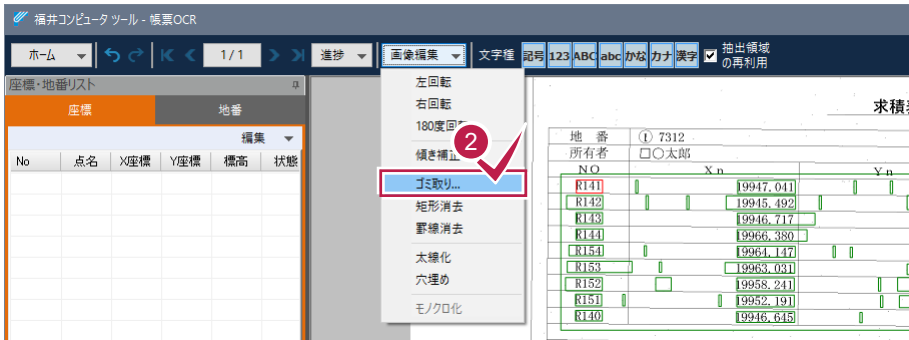 福井コンピュータ ツール - 帳票OCR
ホーム 1/1 進捗 画像編集 文字種 記号 123 ABC abc かな カナ 漢字 抽出領域の再利用
座標・地番リスト
座標 地番
編集
No 点名 X座標 Y座標 標高 状態
左回転
右回転
180度回
傾き補正
2
ゴミ取り...
矩形消去
罫線消去
太線化
穴埋め
モノクロ化
求積
地 番 ① 7312
所有者 口〇太郎
NO Xn Yn
R141 19947.041
R142 19945.492
R143 19946.717
R144 19966.380
R154 19964.147
R153 19963.031
R152 19958.241
R151 19952.191
R140 19946.645